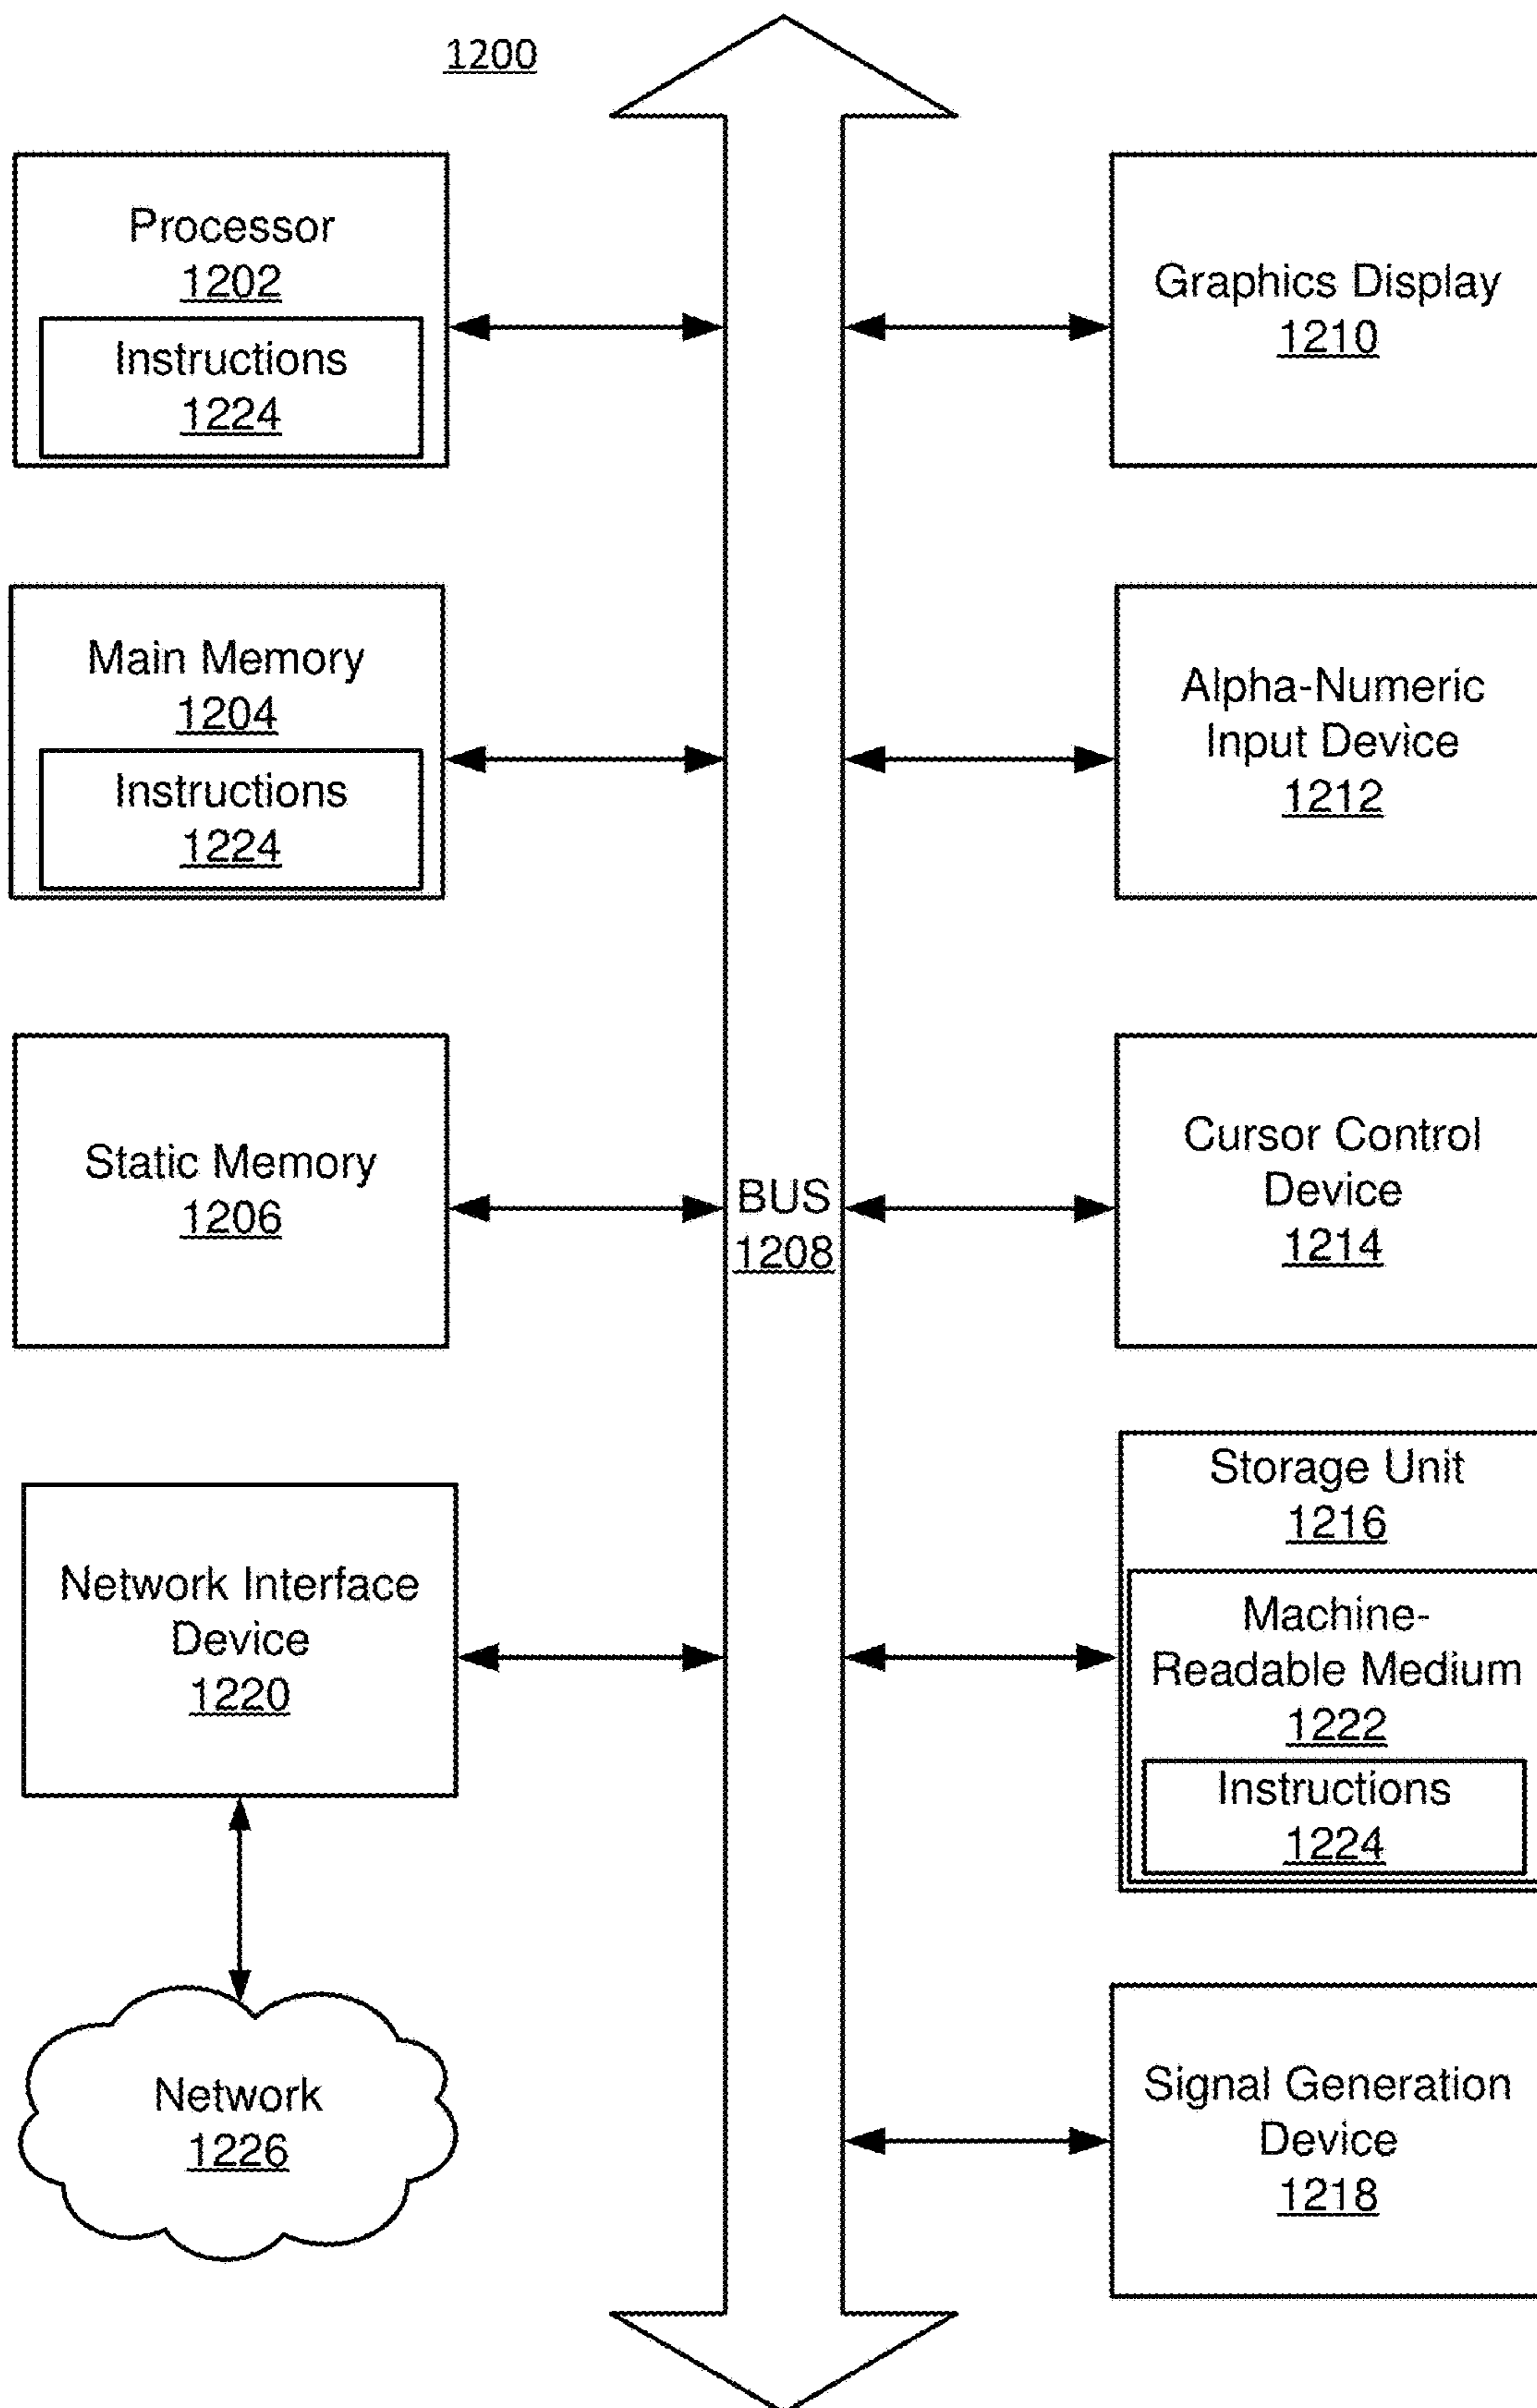 1200
Processor
1202
Instructions
1224
Main Memory
1204
Instructions
1224
Static Memory
1206
Network Interface
Device
1220
Network
1226
BUS
1208
Graphics Display
1210
Alpha-Numeric
Input Device
1212
Cursor Control
Device
1214
Storage Unit
1216
Machine-
Readable Medium
1222
Instructions
1224
Signal Generation
Device
1218